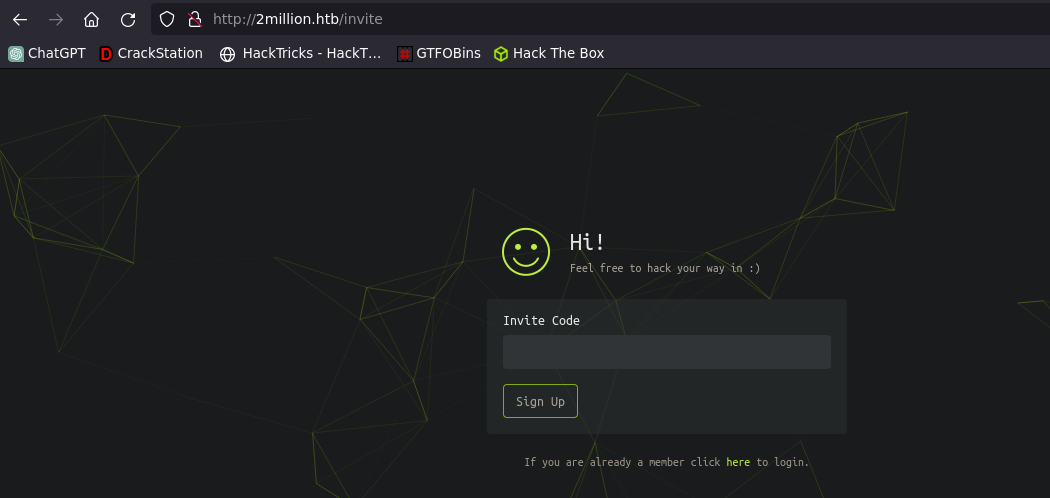 http://2million.htb/invite
ChatGPT CrackStation HackTricks - HackT... GTFOBins Hack The Box
Hi!
Feel free to hack your way in :)
Invite Code
Sign Up
If you are already a member click here to login.